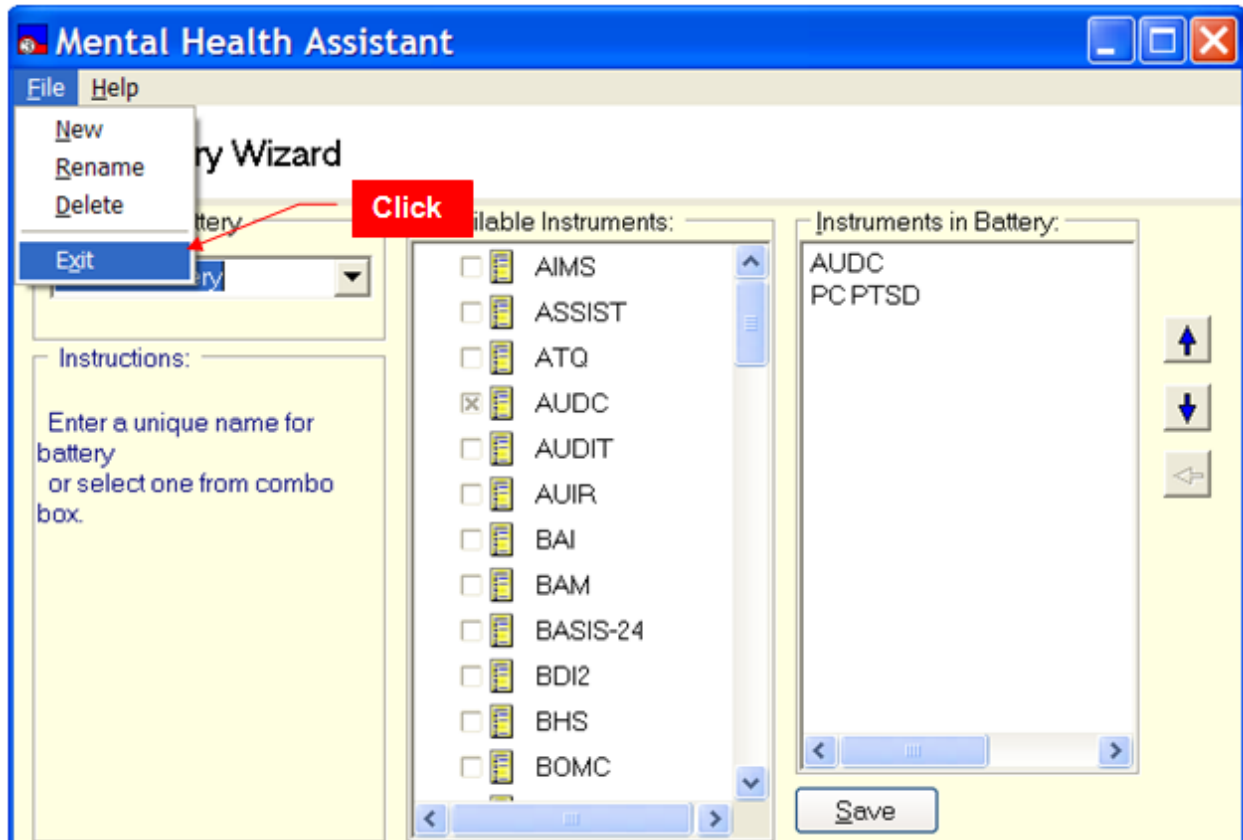 Mental Health Assistant
File Help
New
Rename
Delete
Exit
ry Wizard
Click
ttery
ery
Instructions:
Enter a unique name for
battery
or select one from combo
box.
ilable Instruments:
AIMS
ASSIST
ATQ
AUDC
AUDIT
AUIR
BAI
BAM
BASIS-24
BDI2
BHS
BOMC
Instruments in Battery:
AUDC
PC PTSD
Save